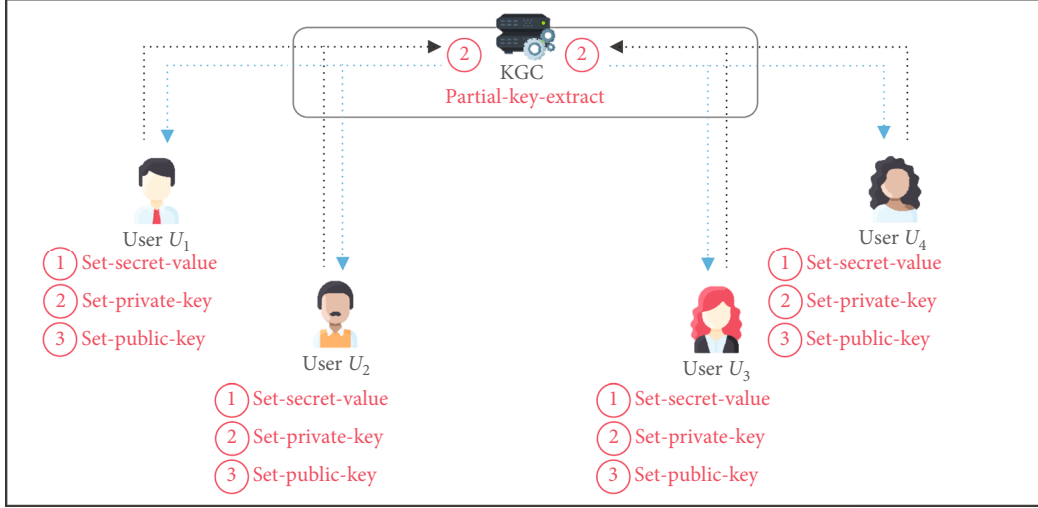 2
2
KGC
Partial-key-extract
User U1
1 Set-secret-value
2 Set-private-key
3 Set-public-key
User U2
1 Set-secret-value
2 Set-private-key
3 Set-public-key
User U3
1 Set-secret-value
2 Set-private-key
3 Set-public-key
User U4
1 Set-secret-value
2 Set-private-key
3 Set-public-key